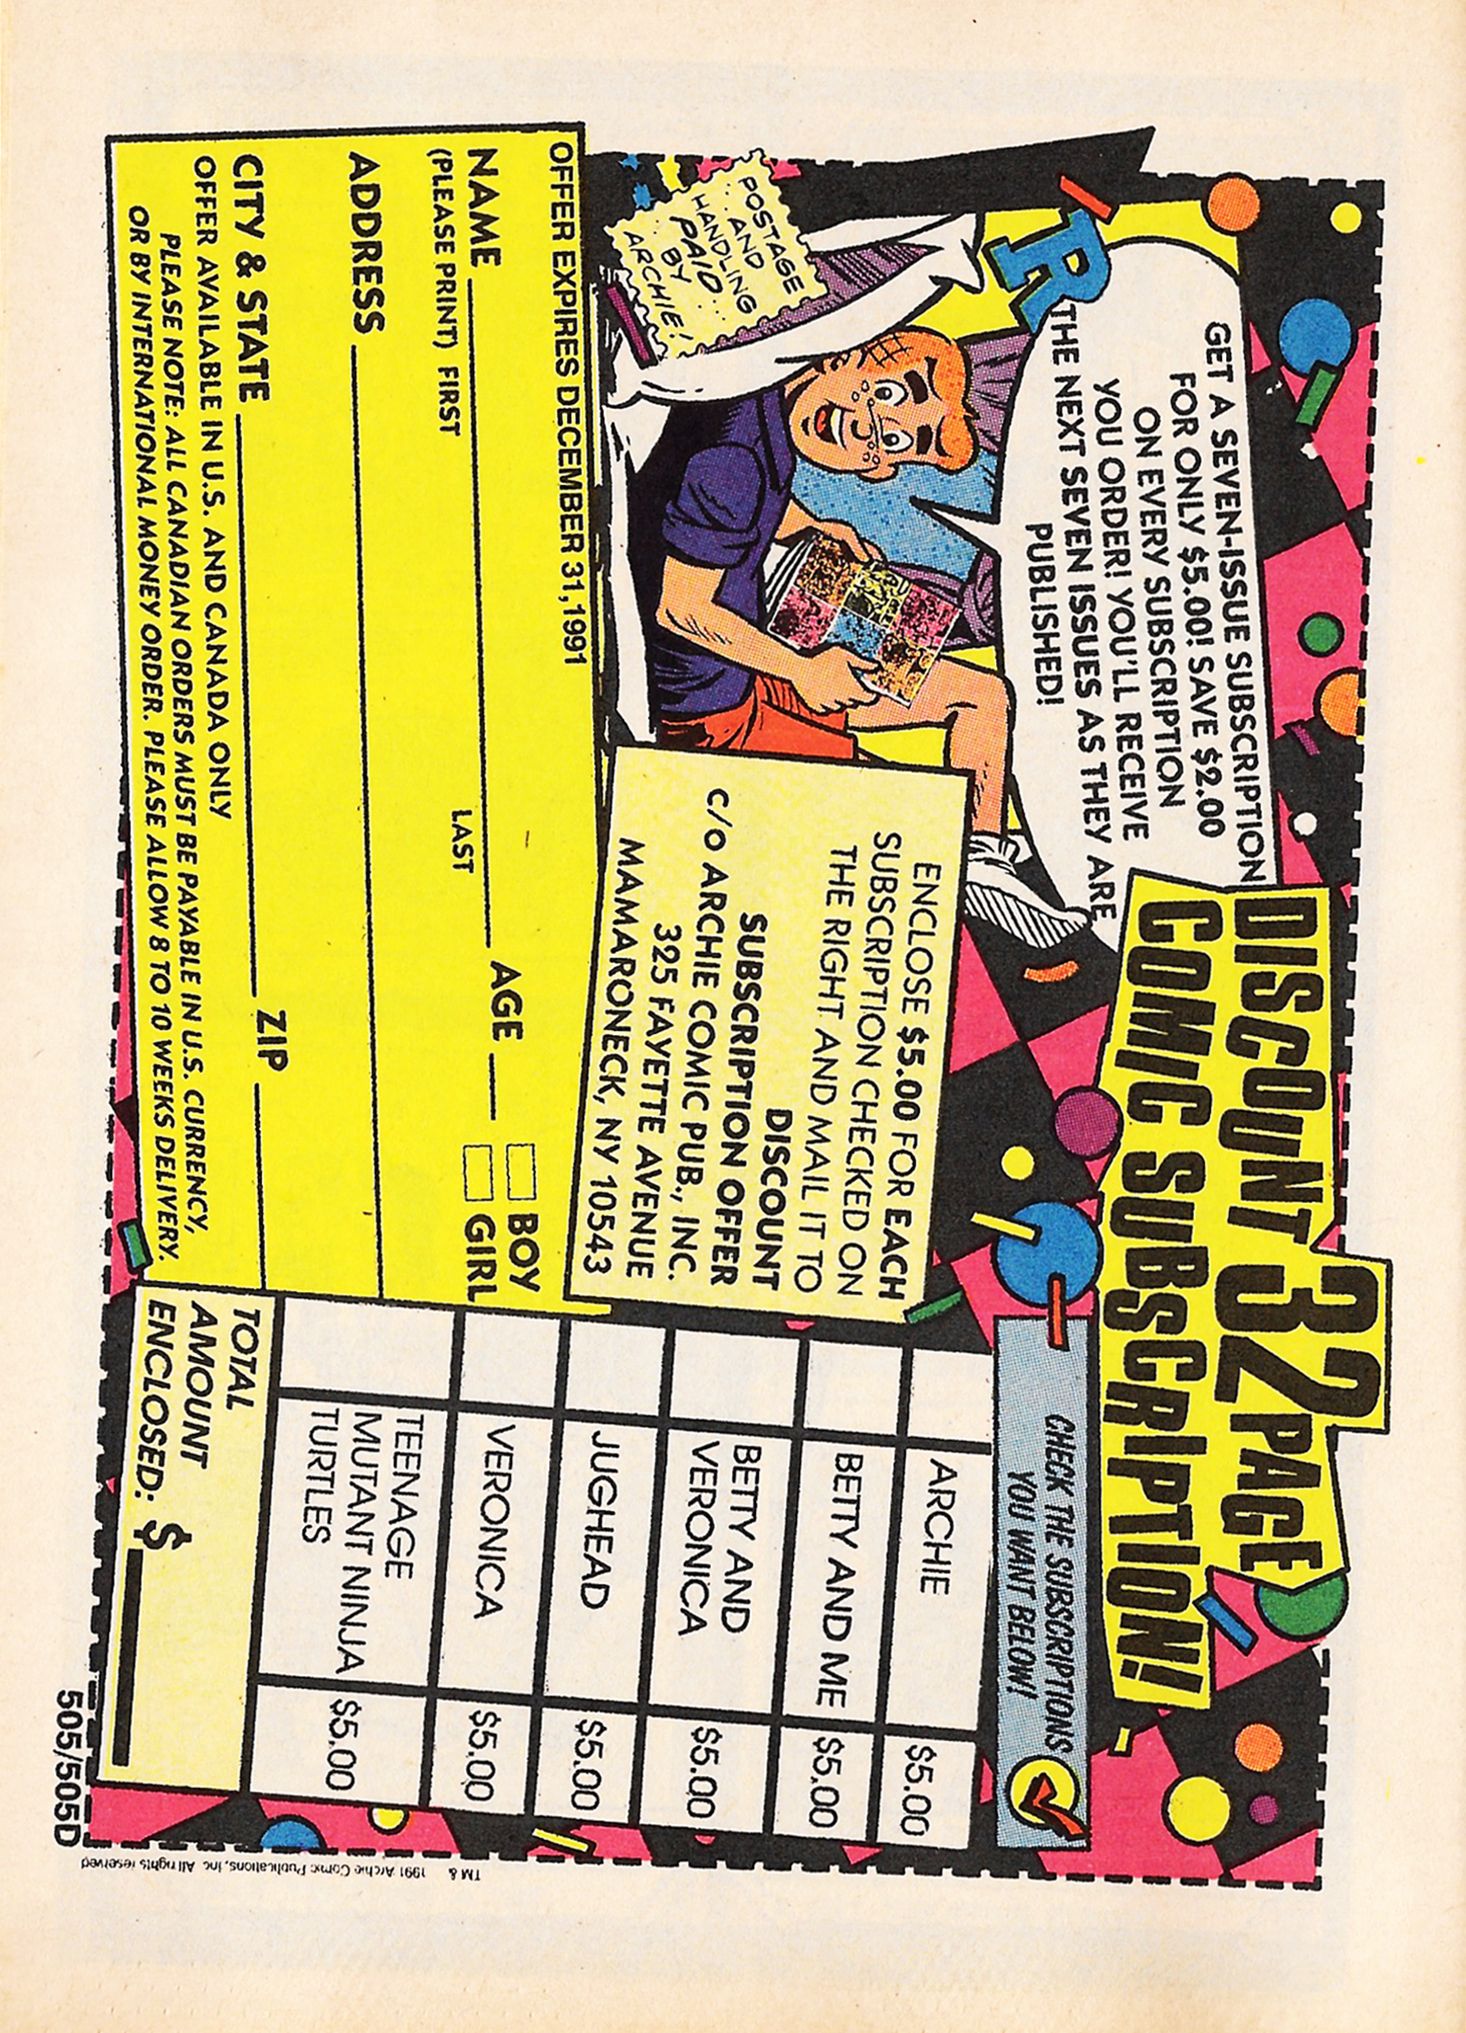 DISCOUNT 32 PAGE
COMIC SUBSCRIPTION!
GET A SEVEN-ISSUE SUBSCRIPTION
FOR ONLY $5.00! SAVE $2.00
ON EVERY SUBSCRIPTION
YOU ORDER! YOU'LL RECEIVE
THE NEXT SEVEN ISSUES AS THEY ARE
PUBLISHED!
R
POSTAGE
...AND
HANDLING
PAID...
BY
ARCHIE!
ENCLOSE $5.00 FOR EACH
SUBSCRIPTION CHECKED ON
THE RIGHT AND MAIL IT TO
DISCOUNT
SUBSCRIPTION OFFER
C/O ARCHIE COMIC PUB., INC.
325 FAYETTE AVENUE
MAMARONECK, NY 10543
CHECK THE SUBSCRIPTIONS
YOU WANT BELOW!
ARCHIE $5.00
BETTY AND ME $5.00
BETTY AND
VERONICA $5.00
JUGHEAD $5.00
VERONICA $5.00
TEENAGE
MUTANT NINJA
TURTLES $5.00
OFFER EXPIRES DECEMBER 31,1991
NAME AGE BOY
(PLEASE PRINT) FIRST LAST GIRL
ADDRESS
CITY & STATE ZIP
OFFER AVAILABLE IN U.S. AND CANADA ONLY
PLEASE NOTE: ALL CANADIAN ORDERS MUST BE PAYABLE IN U.S. CURRENCY,
OR BY INTERNATIONAL MONEY ORDER. PLEASE ALLOW 8 TO 10 WEEKS DELIVERY.
TOTAL
AMOUNT
ENCLOSED: $
505/505D
TM & 1991 Archie Comic Publications, Inc. All rights reserved